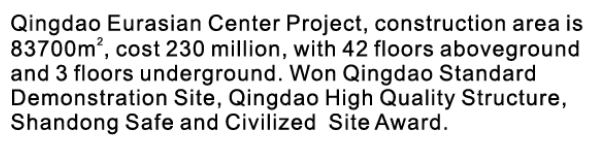 Qingdao Eurasian Center Project, construction area is
83700m², cost 230 million, with 42 floors aboveground
and 3 floors underground. Won Qingdao Standard
Demonstration Site, Qingdao High Quality Structure,
Shandong Safe and Civilized  Site Award.